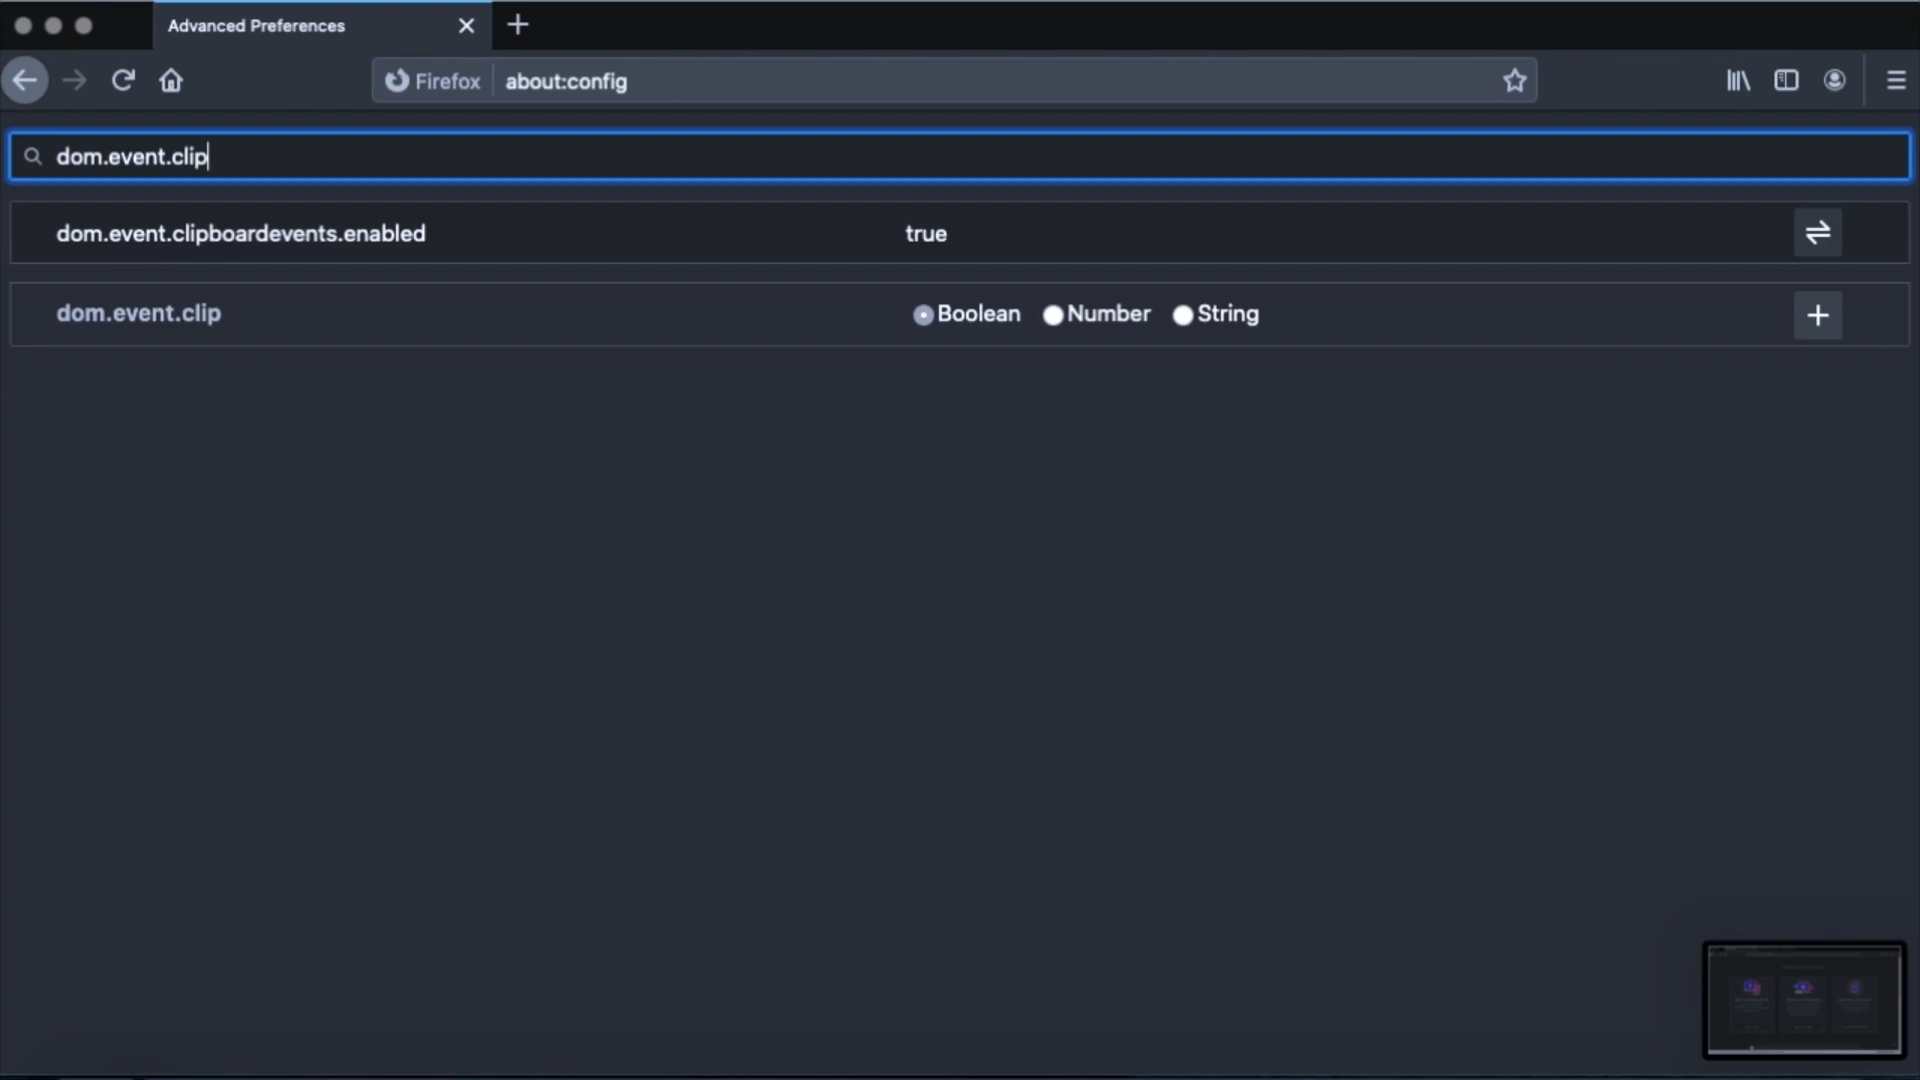 Advanced Preferences
Firefox about:config
dom.event.clip
dom.event.clipboardevents.enabled true
dom.event.clip Boolean Number String